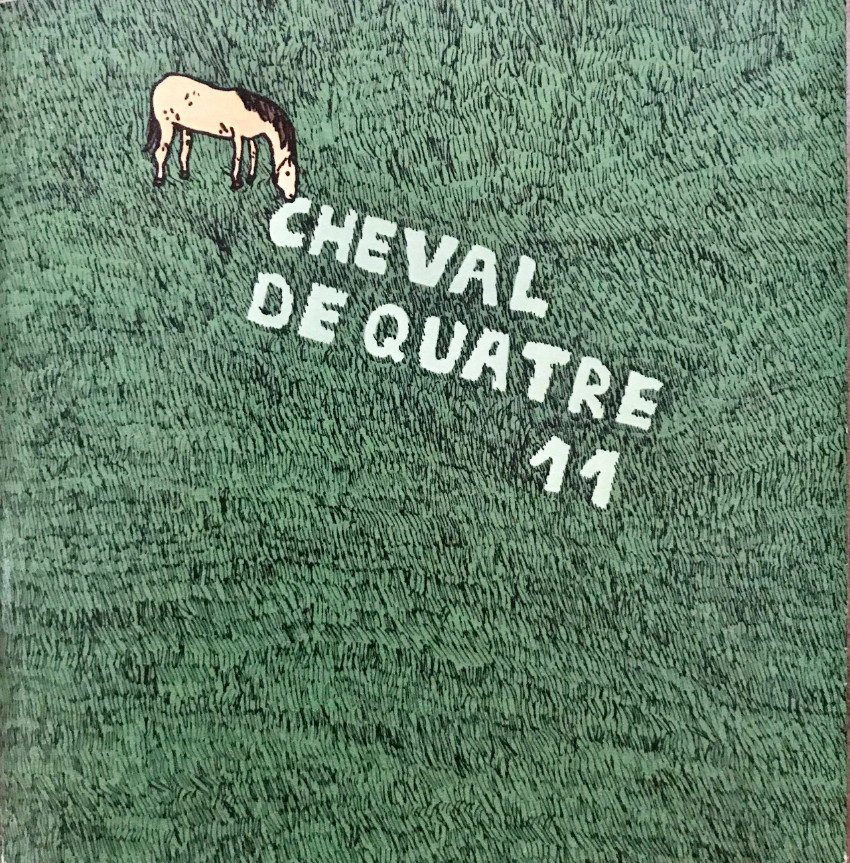 CHEVAL
DE QUATRE
11